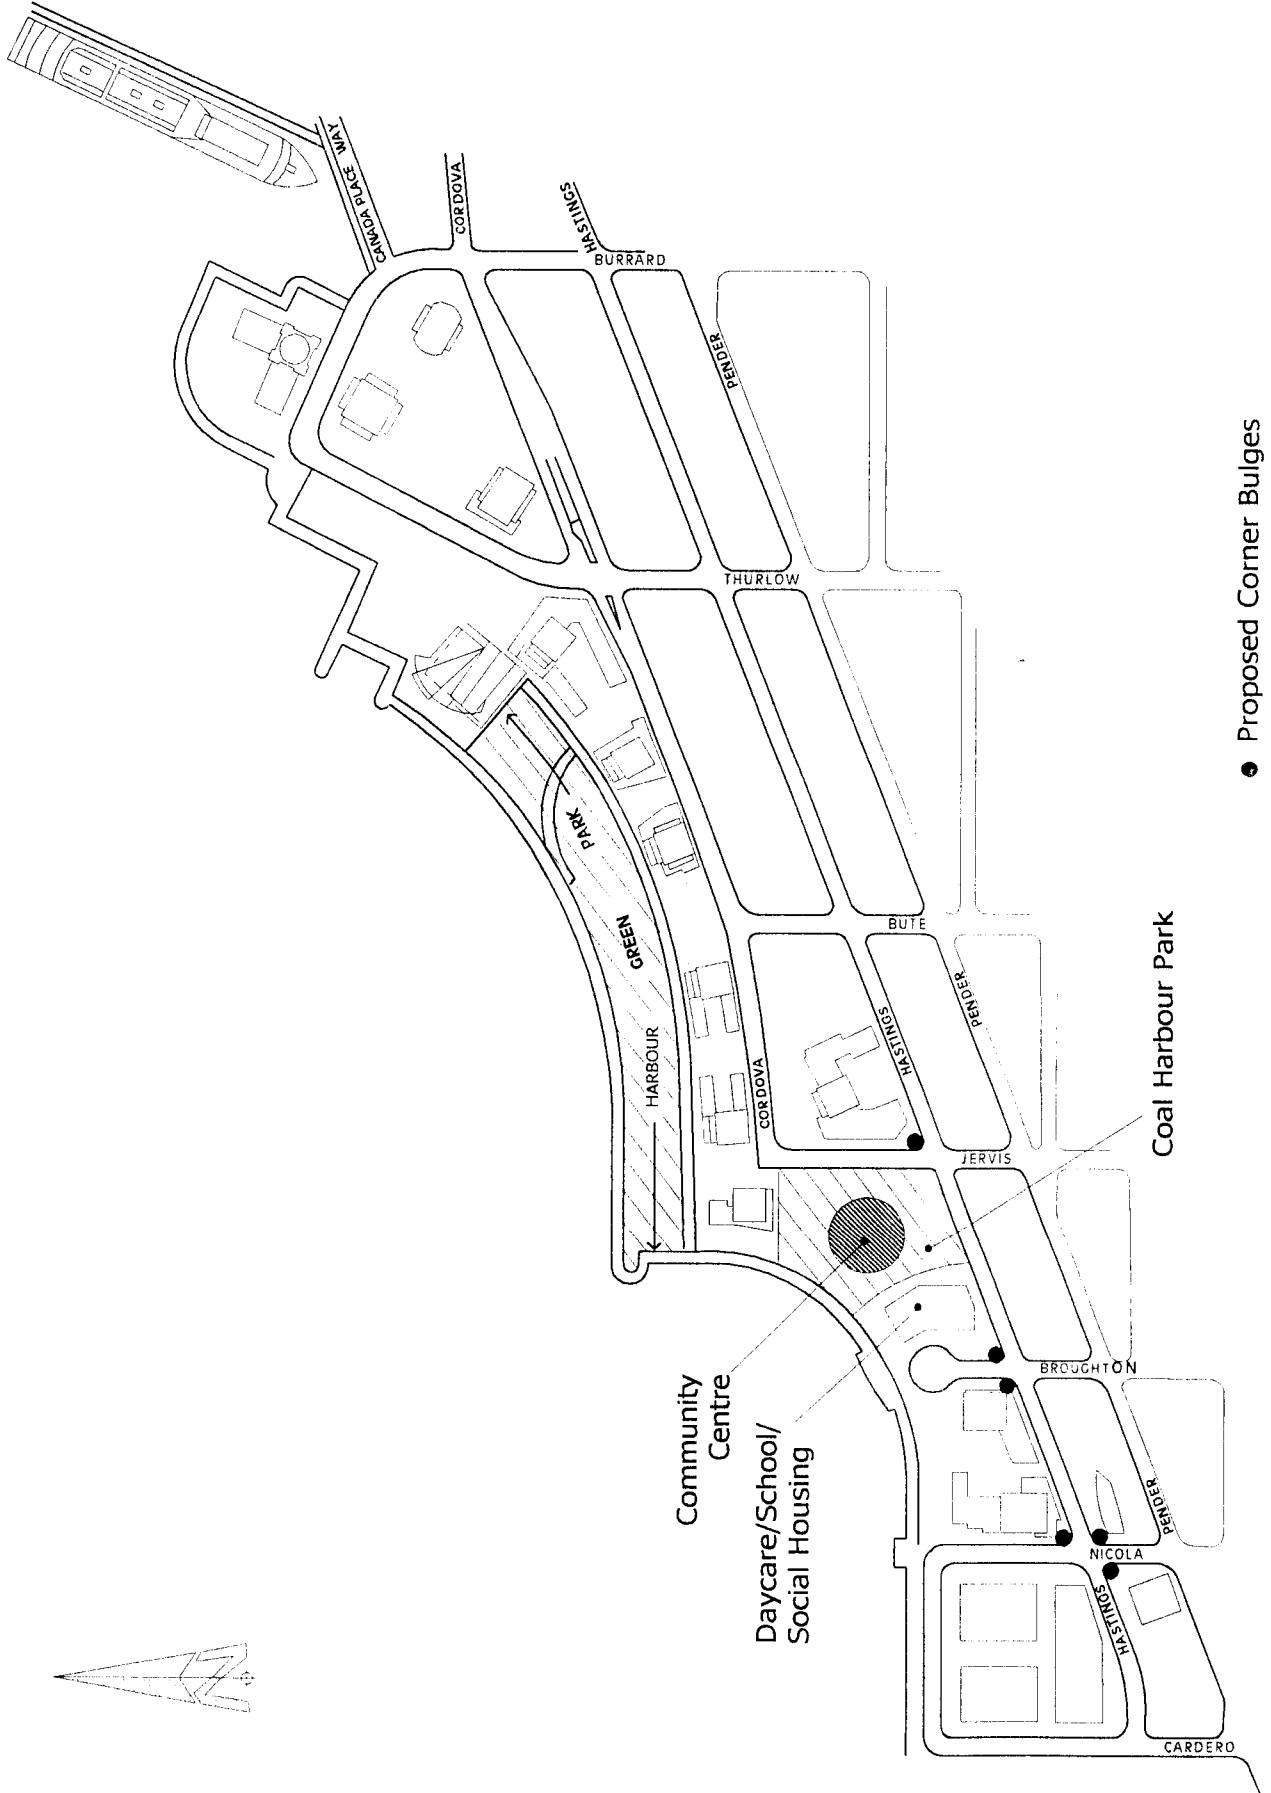 CANADA PLACE WAY
CORDOVA
HASTINGS
BURRARD
PENDER
THURLOW
PARK
GREEN
HARBOUR
BUTE
PENDER
HASTINGS
CORDOVA
JERVIS
Coal Harbour Park
Community
Centre
Daycare/School/
Social Housing
BROUGHTON
PENDER
NICOLA
HASTINGS
CARDERO
N
Proposed Corner Bulges